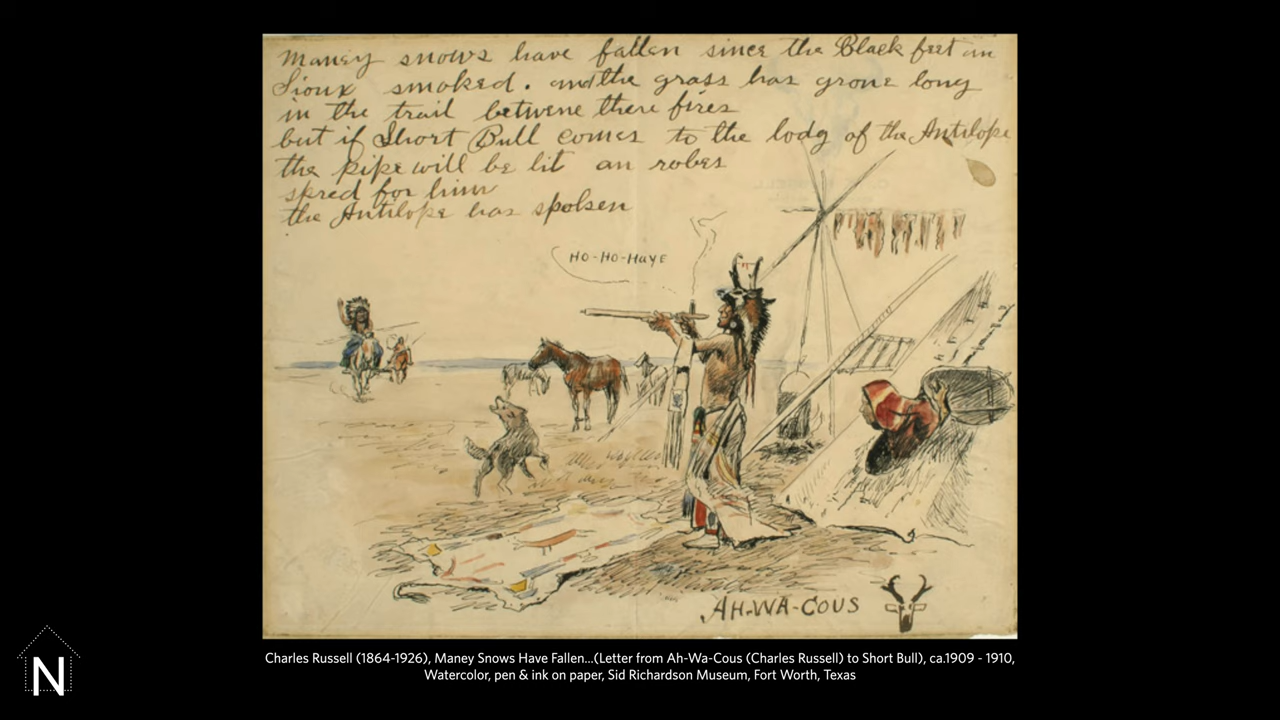 Maney snows have fallen since the Black feet an
Sioux smoked. and the grass has grone long
in the trail betwene there fires
but if Short Bull comes to the lodg of the Antilope
the pipe will be lit an robes
spred for him
the Antilope has spoken
HO-HO-HaYE
AH-WA-COUS
N
Charles Russell (1864-1926), Maney Snows Have Fallen...(Letter from Ah-Wa-Cous (Charles Russell) to Short Bull), ca.1909 - 1910,
Watercolor, pen & ink on paper, Sid Richardson Museum, Fort Worth, Texas